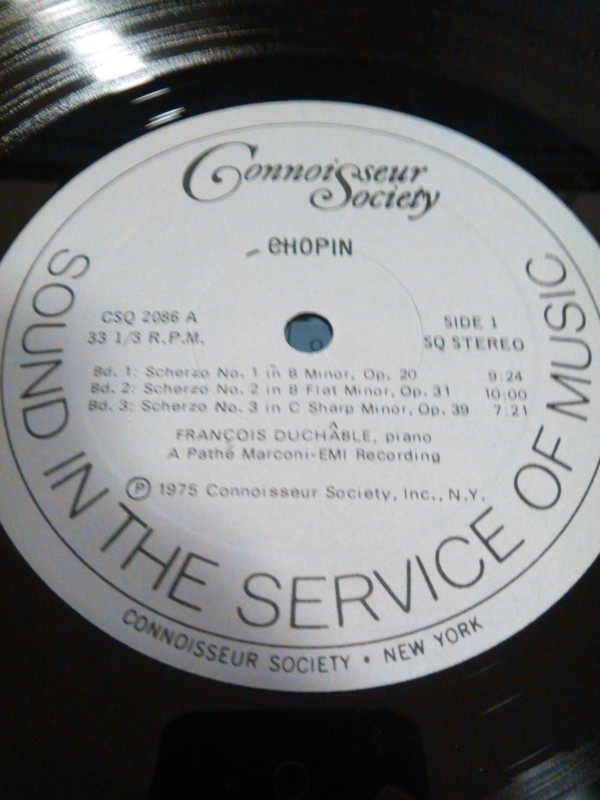 Connoisseur
Society
CHOPIN
CSQ 2086 A
33 1/3 R.P.M.
SIDE 1
SQ STEREO
Bd. 1: Scherzo No. 1 in B Minor, Op. 20 9:24
Bd. 2: Scherzo No. 2 in B Flat Minor, Op. 31 10:00
Bd. 3: Scherzo No. 3 in C Sharp Minor, Op. 39 7:21
FRANÇOIS DUCHÂBLE, piano
A Pathé Marconi-EMI Recording
Ⓟ 1975 Connoisseur Society, Inc., N.Y.
SOUND IN THE SERVICE OF MUSIC
CONNOISSEUR SOCIETY • NEW YORK